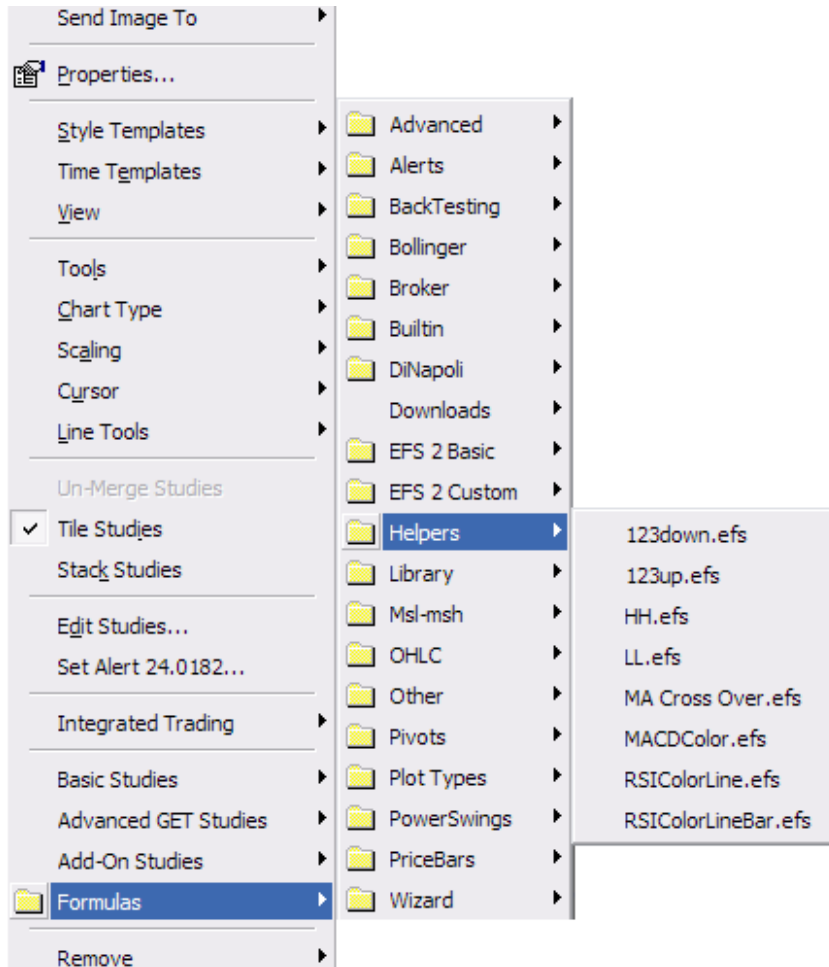 Send Image To
Properties...
Style Templates
Time Templates
View
Tools
Chart Type
Scaling
Cursor
Line Tools
Un-Merge Studies
Tile Studies
Stack Studies
Edit Studies...
Set Alert 24.0182...
Integrated Trading
Basic Studies
Advanced GET Studies
Add-On Studies
Formulas
Remove
Advanced
Alerts
BackTesting
Bollinger
Broker
Builtin
DiNapoli
Downloads
EFS 2 Basic
EFS 2 Custom
Helpers
Library
Msl-msh
OHLC
Other
Pivots
Plot Types
PowerSwings
PriceBars
Wizard
123down.efs
123up.efs
HH.efs
LL.efs
MA Cross Over.efs
MACDColor.efs
RSIColorLine.efs
RSIColorLineBar.efs